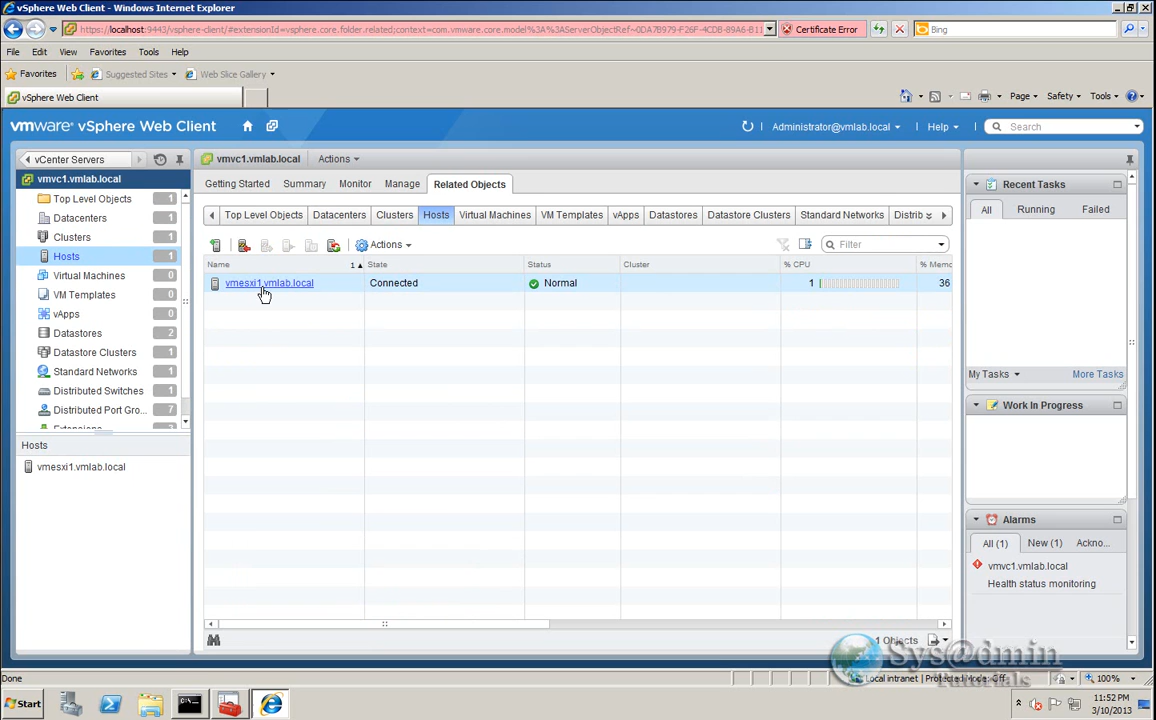 vSphere Web Client - Windows Internet Explorer
https://localhost:9443/vsphere-client/#extensionId=vsphere.core.folder.related;context=com.vmware.core.model%3A%3AServerObjectRef~0DA7B979-F26F-4CDB-8961-B11
Certificate Error
Bing
File Edit View Favorites Tools Help
Favorites Suggested Sites Web Slice Gallery
vSphere Web Client
Page Safety Tools
vmware® vSphere Web Client
Administrator@vmlab.local Help Search
vCenter Servers
vmvc1.vmlab.local
Top Level Objects 1
Datacenters 1
Clusters 1
Hosts 1
Virtual Machines 0
VM Templates 0
vApps 0
Datastores 2
Datastore Clusters 1
Standard Networks 1
Distributed Switches 1
Distributed Port Gro... 7
Extensions
Hosts
vmesxi1.vmlab.local
vmvc1.vmlab.local Actions
Getting Started Summary Monitor Manage Related Objects
Top Level Objects Datacenters Clusters Hosts Virtual Machines VM Templates vApps Datastores Datastore Clusters Standard Networks Distrib
Actions Filter
Name 1 State Status Cluster % CPU % Memo
vmesxi1.vmlab.local Connected Normal 1 36
1 Objects
Recent Tasks
All Running Failed
My Tasks More Tasks
Work In Progress
Alarms
All (1) New (1) Ackno...
vmvc1.vmlab.local
Health status monitoring
Sys@dmin
Tutorials
Done Local intranet | Protected Mode: Off 100%
Start
11:52 PM
3/10/2013